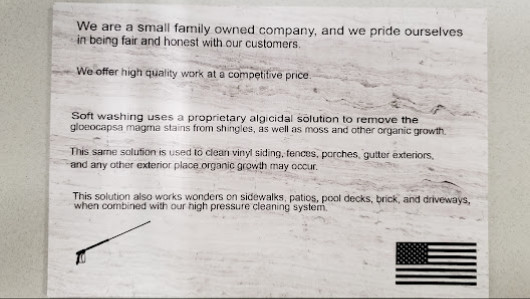 We are a small family owned company, and we pride ourselves
in being fair and honest with our customers.
We offer high quality work at a competitive price.
Soft washing uses a proprietary algicidal solution to remove the
gloeocapsa magma stains from shingles, as well as moss and other organic growth.
This same solution is used to clean vinyl siding, fences, porches, gutter exteriors,
and any other exterior place organic growth may occur.
This solution also works wonders on sidewalks, patios, pool decks, brick, and driveways,
when combined with our high pressure cleaning system.